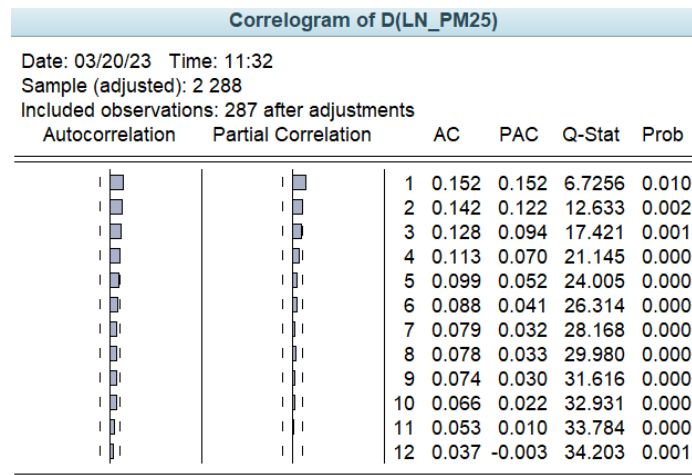 Correlogram of D(LN_PM25)
Date: 03/20/23 Time: 11:32
Sample (adjusted): 2 288
Included observations: 287 after adjustments
Autocorrelation Partial Correlation AC PAC Q-Stat Prob
1 0.152 0.152 6.7256 0.010
2 0.142 0.122 12.633 0.002
3 0.128 0.094 17.421 0.001
4 0.113 0.070 21.145 0.000
5 0.099 0.052 24.005 0.000
6 0.088 0.041 26.314 0.000
7 0.079 0.032 28.168 0.000
8 0.078 0.033 29.980 0.000
9 0.074 0.030 31.616 0.000
10 0.066 0.022 32.931 0.000
11 0.053 0.010 33.784 0.000
12 0.037 -0.003 34.203 0.001